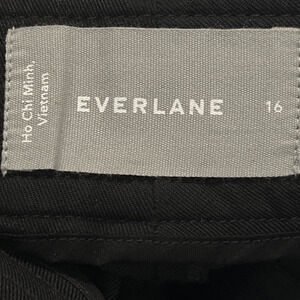 Ho Chi Minh,
Vietnam
EVERLANE
16